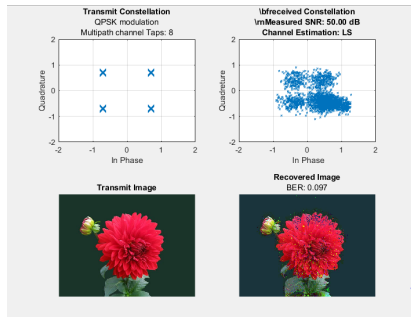 Transmit Constellation
QPSK modulation
Multipath channel Taps: 8
2
1
0
-1
-2
Quadrature
-2
-1
0
1
2
In Phase
\bfreceived Constellation
\rmMeasured SNR: 50.00 dB
Channel Estimation: LS
2
1
0
-1
-2
Quadreture
-2
-1
0
1
2
In Phase
Transmit Image
Recovered Image
BER: 0.097